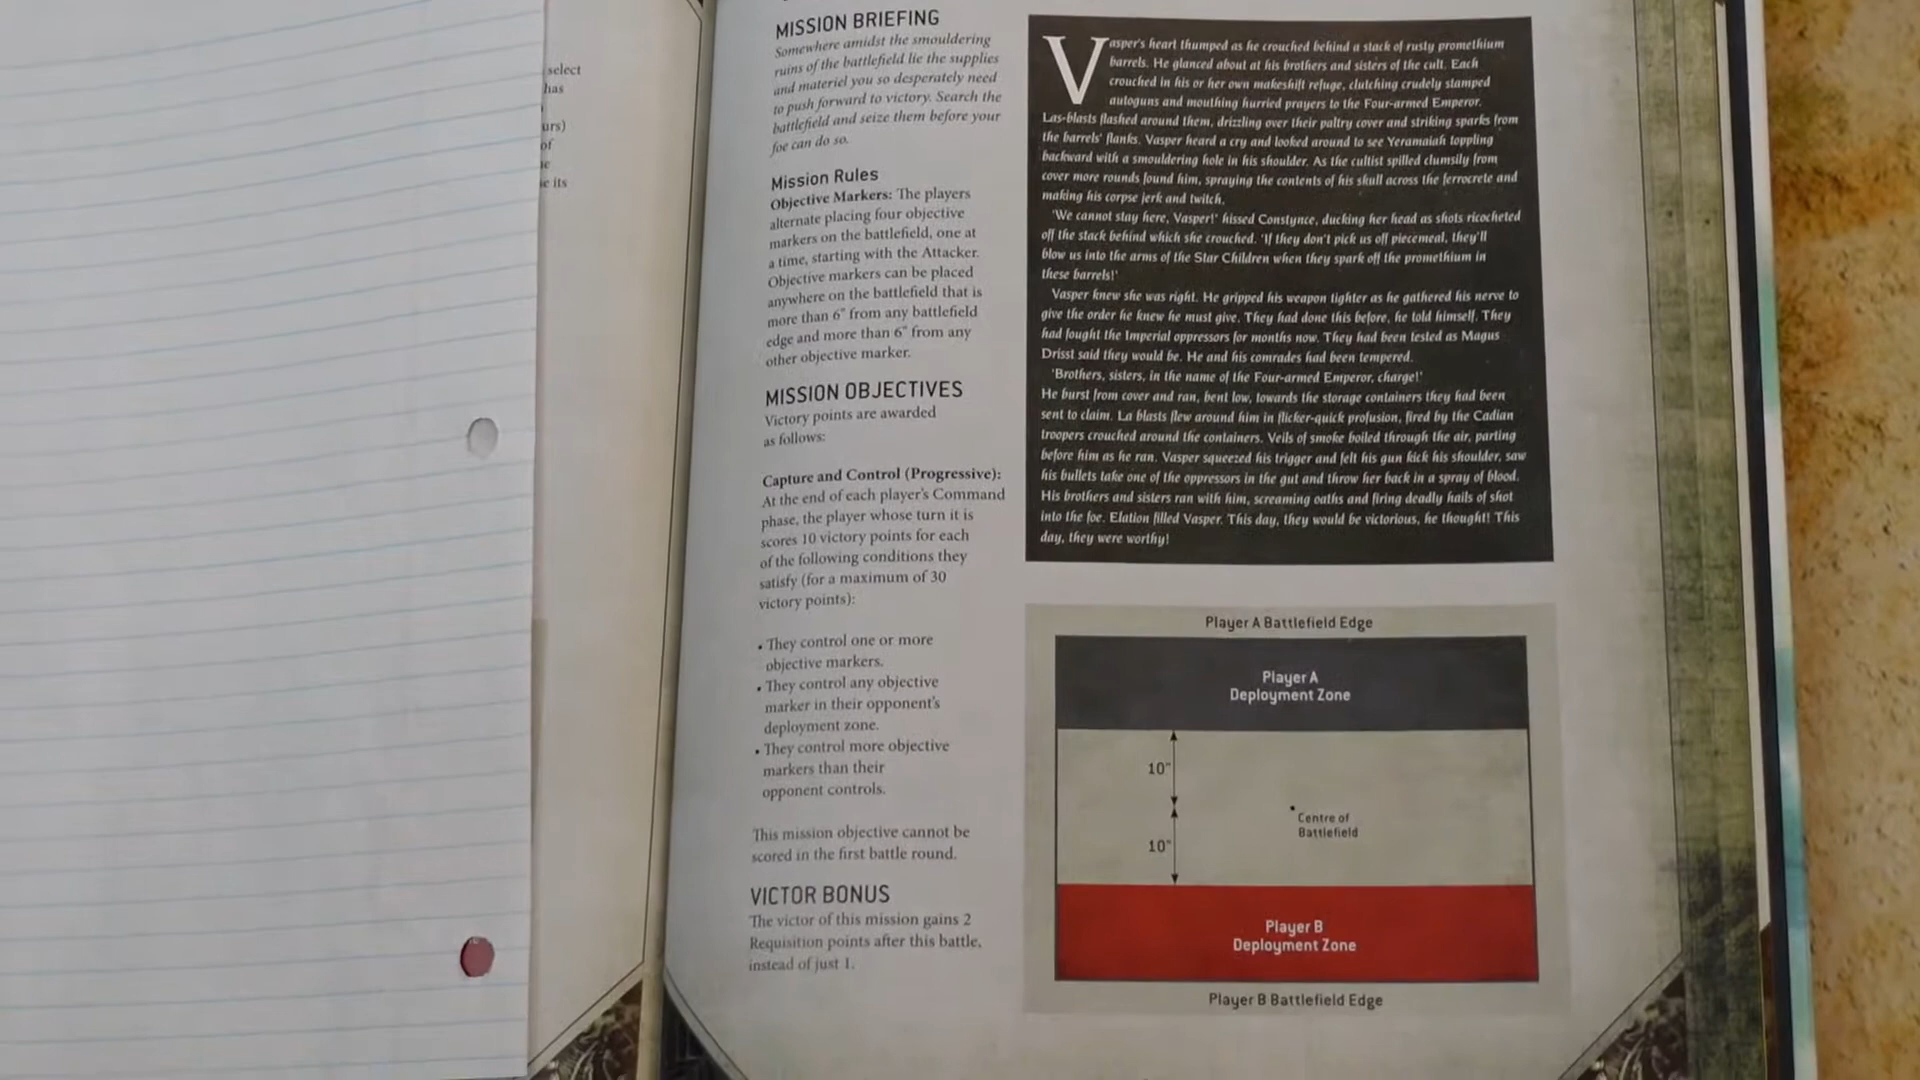 select
has
urs)
of
e its
MISSION BRIEFING
Somewhere amidst the smouldering
ruins of the battlefield lie the supplies
and materiel you so desperately need
to push forward to victory. Search the
battlefield and seize them before your
foe can do so.
Mission Rules
Objective Markers: The players
alternate placing four objective
markers on the battlefield, one at
a time, starting with the Attacker.
Objective markers can be placed
anywhere on the battlefield that is
more than 6" from any battlefield
edge and more than 6" from any
other objective marker.
MISSION OBJECTIVES
Victory points are awarded
as follows:
Capture and Control (Progressive):
At the end of each player's Command
phase, the player whose turn it is
scores 10 victory points for each
of the following conditions they
satisfy (for a maximum of 30
victory points):
• They control one or more
objective markers.
• They control any objective
marker in their opponent's
deployment zone.
• They control more objective
markers than their
opponent controls.
This mission objective cannot be
scored in the first battle round.
VICTOR BONUS
The victor of this mission gains 2
Requisition points after this battle,
instead of just 1.
Vasper's heart thumped as he crouched behind a stack of rusty promethium
barrels. He glanced about at his brothers and sisters of the cult. Each
crouched in his or her own makeshift refuge, clutching crudely stamped
autoguns and mouthing hurried prayers to the Four-armed Emperor.
Las-blasts flashed around them, drizzling over their paltry cover and striking sparks from
the barrels' flanks. Vasper heard a cry and looked around to see Yeramaiah toppling
backward with a smouldering hole in his shoulder. As the cultist spilled clumsily from
cover more rounds found him, spraying the contents of his skull across the ferrocrete and
making his corpse jerk and twitch.
'We cannot stay here, Vasper!' hissed Constynce, ducking her head as shots ricocheted
off the stack behind which she crouched. 'If they don't pick us off piecemeal, they'll
blow us into the arms of the Star Children when they spark off the promethium in
these barrels!'
Vasper knew she was right. He gripped his weapon tighter as he gathered his nerve to
give the order he knew he must give. They had done this before, he told himself. They
had fought the Imperial oppressors for months now. They had been tested as Magus
Drisst said they would be. He and his comrades had been tempered.
'Brothers, sisters, in the name of the Four-armed Emperor, charge!'
He burst from cover and ran, bent low, towards the storage containers they had been
sent to claim. La blasts flew around him in flicker-quick profusion, fired by the Cadian
troopers crouched around the containers. Veils of smoke boiled through the air, parting
before him as he ran. Vasper squeezed his trigger and felt his gun kick his shoulder, saw
his bullets take one of the oppressors in the gut and throw her back in a spray of blood.
His brothers and sisters ran with him, screaming oaths and firing deadly hails of shot
into the foe. Elation filled Vasper. This day, they would be victorious, he thought! This
day, they were worthy!
Player A Battlefield Edge
Player A
Deployment Zone
10"
Centre of
Battlefield
10"
Player B
Deployment Zone
Player B Battlefield Edge